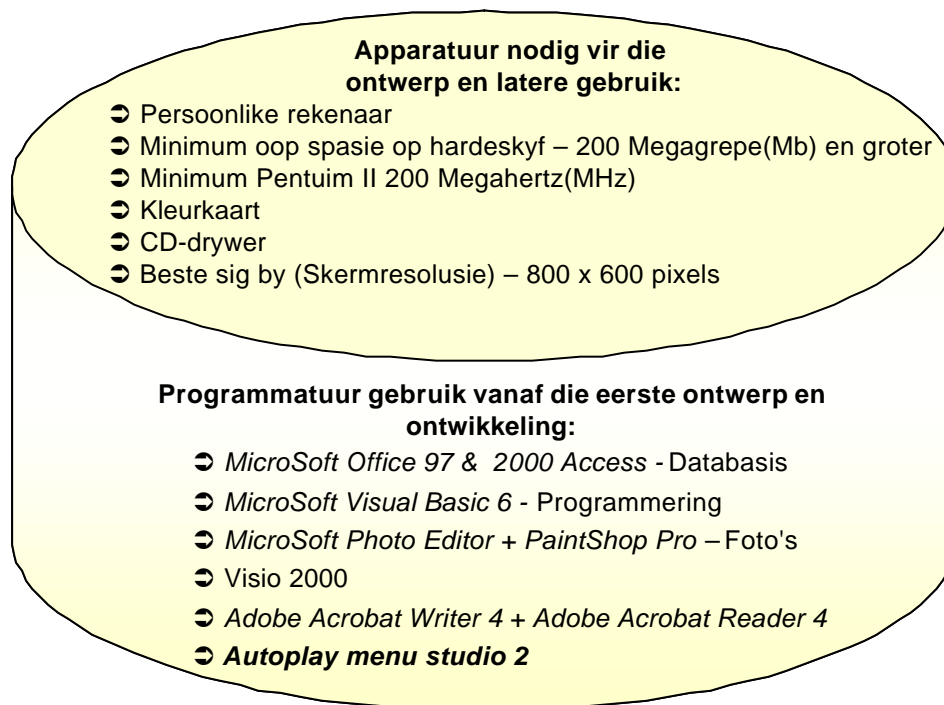 Apparatuur nodig vir die
ontwerp en latere gebruik:
➲ Persoonlike rekenaar
➲ Minimum oop spasie op hardeskyf – 200 Megagrepe(Mb) en groter
➲ Minimum Pentuim II 200 Megahertz(MHz)
➲ Kleurkaart
➲ CD-drywer
➲ Beste sig by (Skermresolusie) – 800 x 600 pixels
Programmatuur gebruik vanaf die eerste ontwerp en
ontwikkeling:
➲ MicroSoft Office 97 & 2000 Access - Databasis
➲ MicroSoft Visual Basic 6 - Programmering
➲ MicroSoft Photo Editor + PaintShop Pro – Foto's
➲ Visio 2000
➲ Adobe Acrobat Writer 4 + Adobe Acrobat Reader 4
➲ Autoplay menu studio 2